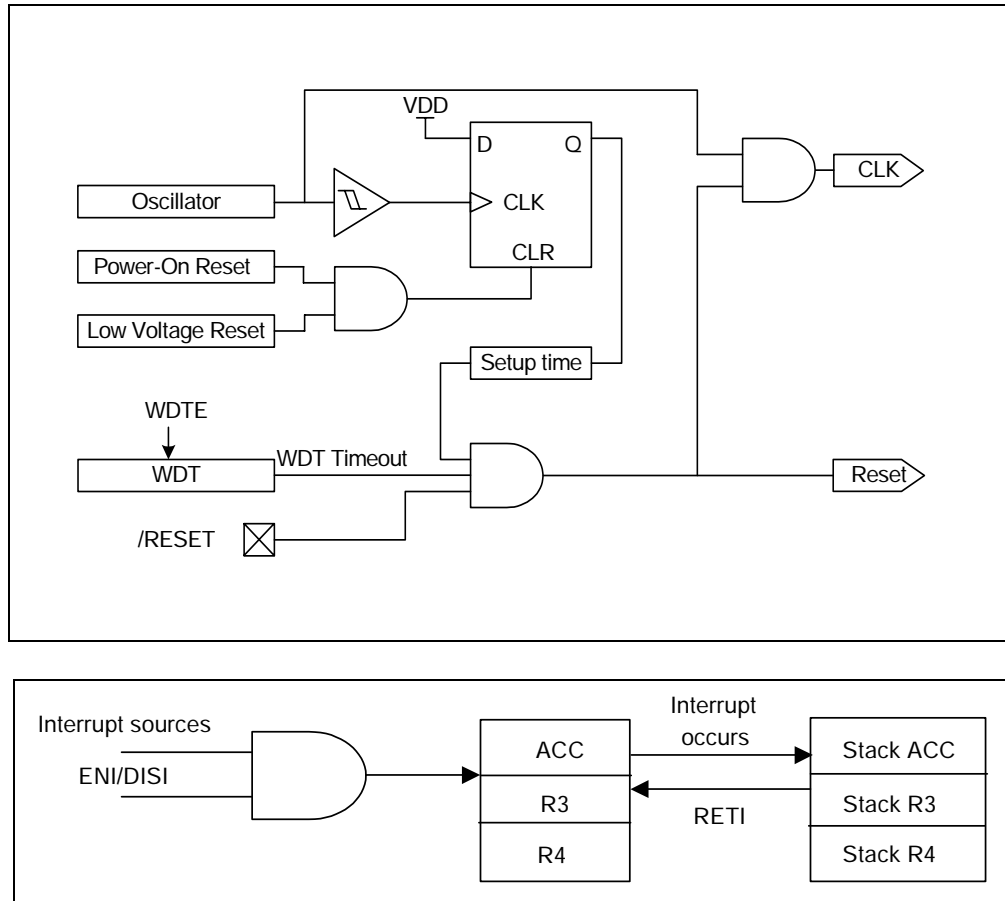 VDD
D Q
CLK
CLK
Oscillator
CLR
Power-On Reset
Low Voltage Reset
Setup time
WDTE
WDT Timeout
WDT
Reset
/RESET
Interrupt sources
Interrupt
occurs
ENI/DISI
ACC
Stack ACC
R3
RETI
Stack R3
R4
Stack R4